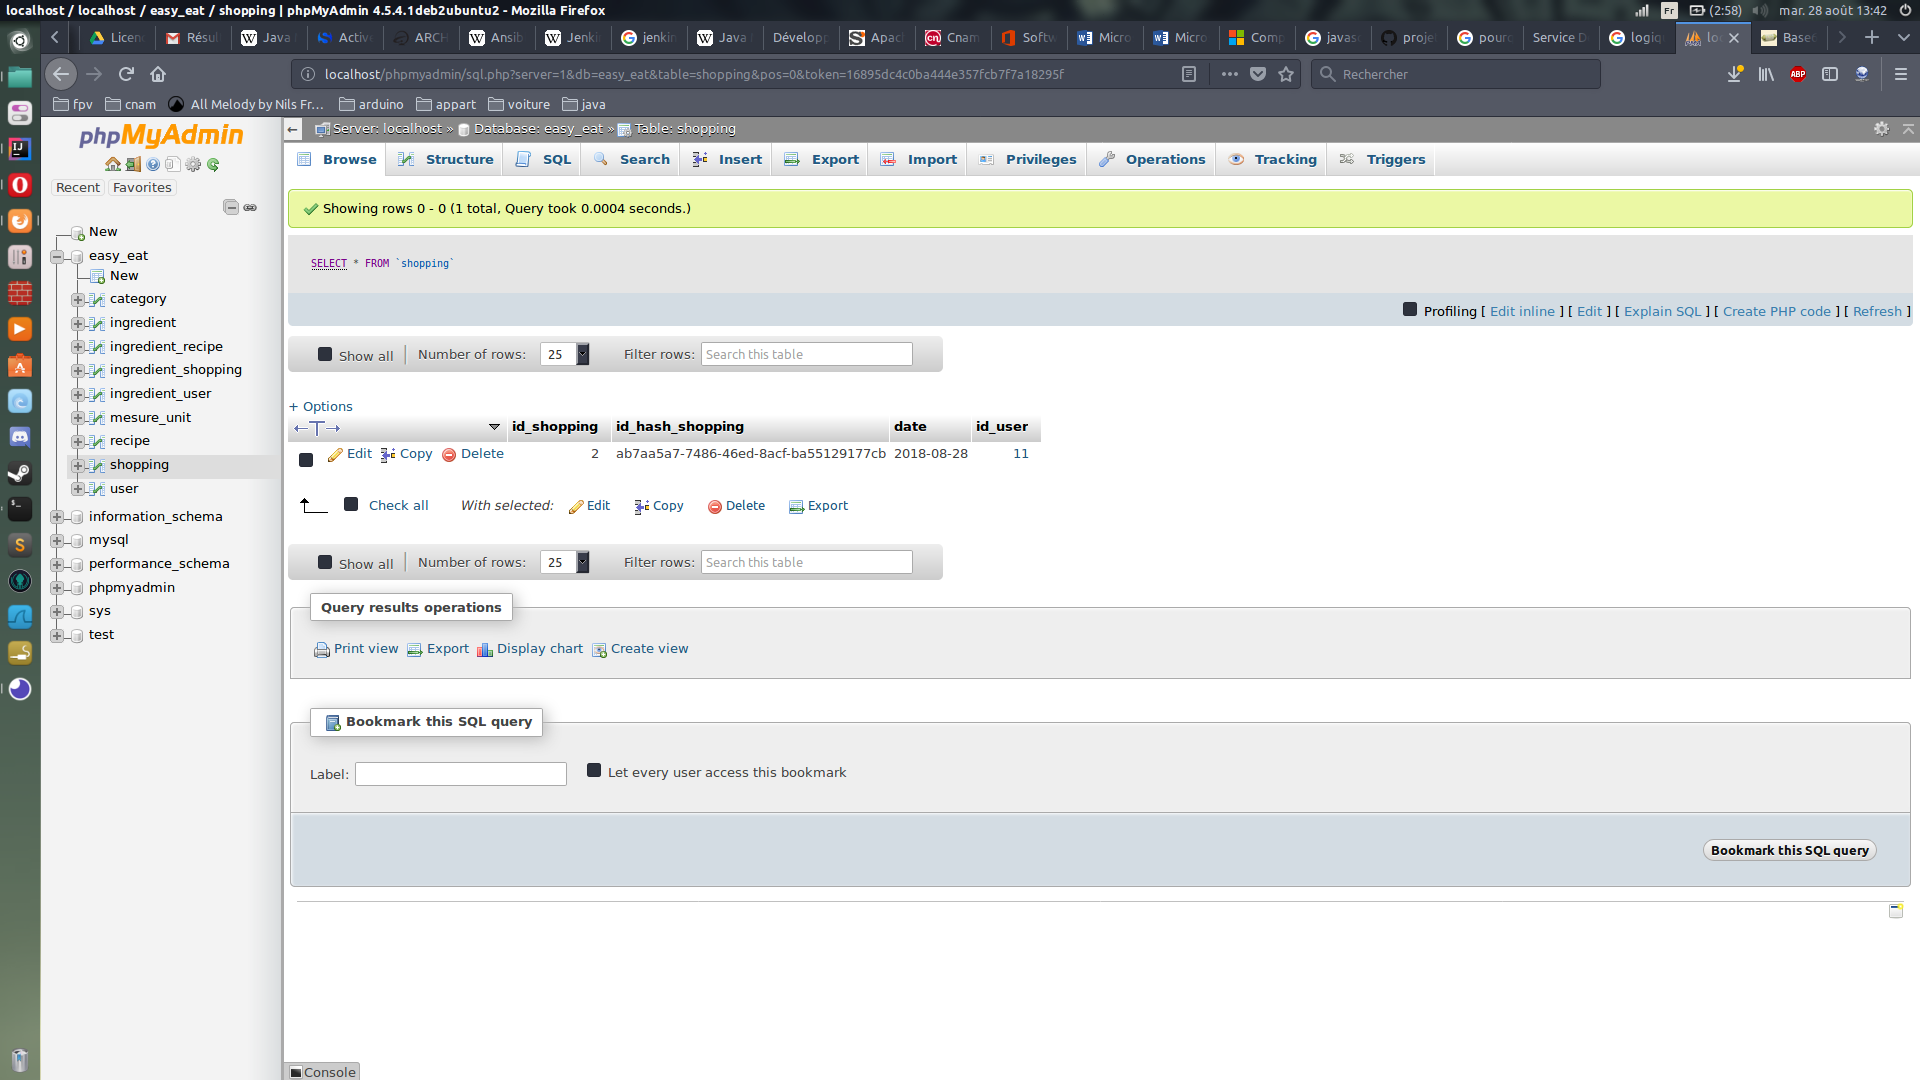 localhost / localhost / easy_eat / shopping | phpMyAdmin 4.5.4.1deb2ubuntu2 - Mozilla Firefox
Fr (2:58) mar. 28 août 13:42
Licen Résul Java Active ARCH Ansib Jenki jenkin Java Dévelop Apac Cnam Softw Micro Micro Comp javas proje pourc Service D logiq lo Base
localhost/phpmyadmin/sql.php?server=1&db=easy_eat&table=shopping&pos=0&token=16895dc4c0ba444e357fcb7f7a18295f
Rechercher
ABP
fpv cnam All Melody by Nils Fr... arduino appart voiture java
phpMyAdmin
Recent Favorites
New
easy_eat
New
category
ingredient
ingredient_recipe
ingredient_shopping
ingredient_user
mesure_unit
recipe
shopping
user
information_schema
mysql
performance_schema
phpmyadmin
sys
test
Server: localhost » Database: easy_eat » Table: shopping
Browse Structure SQL Search Insert Export Import Privileges Operations Tracking Triggers
Showing rows 0 - 0 (1 total, Query took 0.0004 seconds.)
SELECT * FROM `shopping`
Profiling [ Edit inline ] [ Edit ] [ Explain SQL ] [ Create PHP code ] [ Refresh ]
Show all Number of rows: 25 Filter rows: Search this table
+ Options
←T→ id_shopping id_hash_shopping date id_user
Edit Copy Delete 2 ab7aa5a7-7486-46ed-8acf-ba55129177cb 2018-08-28 11
Check all With selected: Edit Copy Delete Export
Show all Number of rows: 25 Filter rows: Search this table
Query results operations
Print view Export Display chart Create view
Bookmark this SQL query
Label: Let every user access this bookmark
Bookmark this SQL query
Console